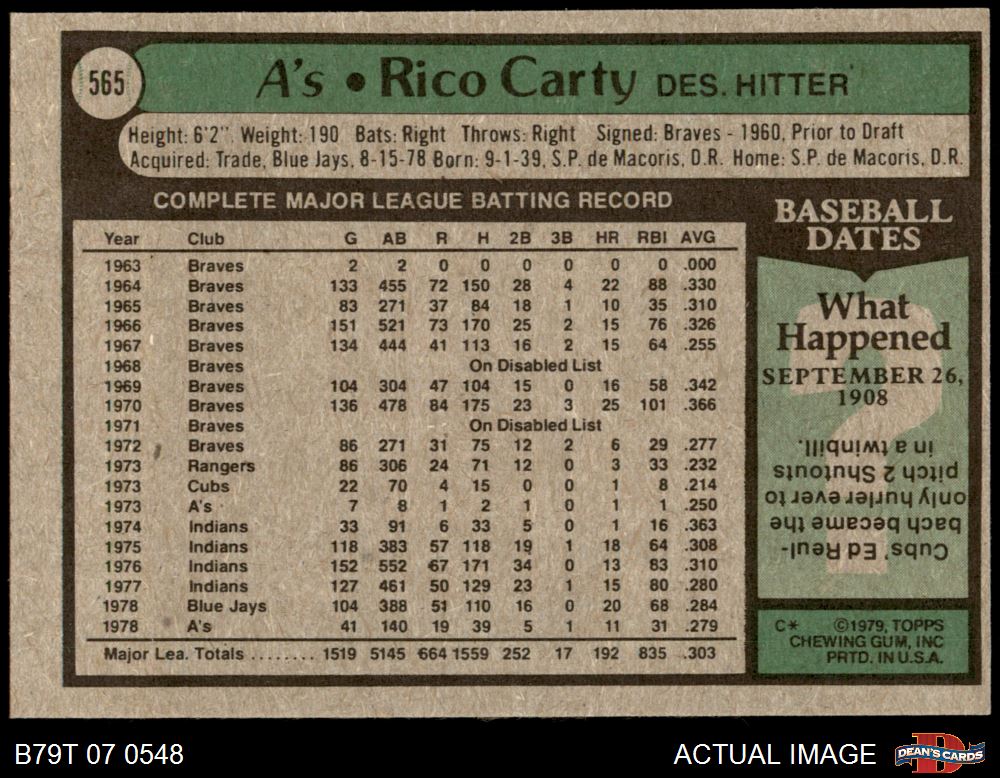 565
A's • Rico Carty DES. HITTER
Height: 6'2" Weight: 190 Bats: Right Throws: Right Signed: Braves - 1960, Prior to Draft
Acquired: Trade, Blue Jays, 8-15-78 Born: 9-1-39, S.P. de Macoris, D.R. Home: S.P. de Macoris, D.R.
COMPLETE MAJOR LEAGUE BATTING RECORD
Year Club G AB R H 2B 3B HR RBI AVG
1963 Braves 2 2 0 0 0 0 0 0 .000
1964 Braves 133 455 72 150 28 4 22 88 .330
1965 Braves 83 271 37 84 18 1 10 35 .310
1966 Braves 151 521 73 170 25 2 15 76 .326
1967 Braves 134 444 41 113 16 2 15 64 .255
1968 Braves On Disabled List
1969 Braves 104 304 47 104 15 0 16 58 .342
1970 Braves 136 478 84 175 23 3 25 101 .366
1971 Braves On Disabled List
1972 Braves 86 271 31 75 12 2 6 29 .277
1973 Rangers 86 306 24 71 12 0 3 33 .232
1973 Cubs 22 70 4 15 0 0 1 8 .214
1973 A's 7 8 1 2 1 0 1 1 .250
1974 Indians 33 91 6 33 5 0 1 16 .363
1975 Indians 118 383 57 118 19 1 18 64 .308
1976 Indians 152 552 67 171 34 0 13 83 .310
1977 Indians 127 461 50 129 23 1 15 80 .280
1978 Blue Jays 104 388 51 110 16 0 20 68 .284
1978 A's 41 140 19 39 5 1 11 31 .279
Major Lea. Totals ........ 1519 5145 664 1559 252 17 192 835 .303
BASEBALL
DATES
What
Happened
SEPTEMBER 26,
1908
Cubs' Ed Reul-
bach became the
only hurler ever to
pitch 2 Shutouts
in a twinbill.
C* ©1979, TOPPS
CHEWING GUM, INC
PRTD. IN U.S.A.
B79T 07 0548
ACTUAL IMAGE
DEAN'S CARDS